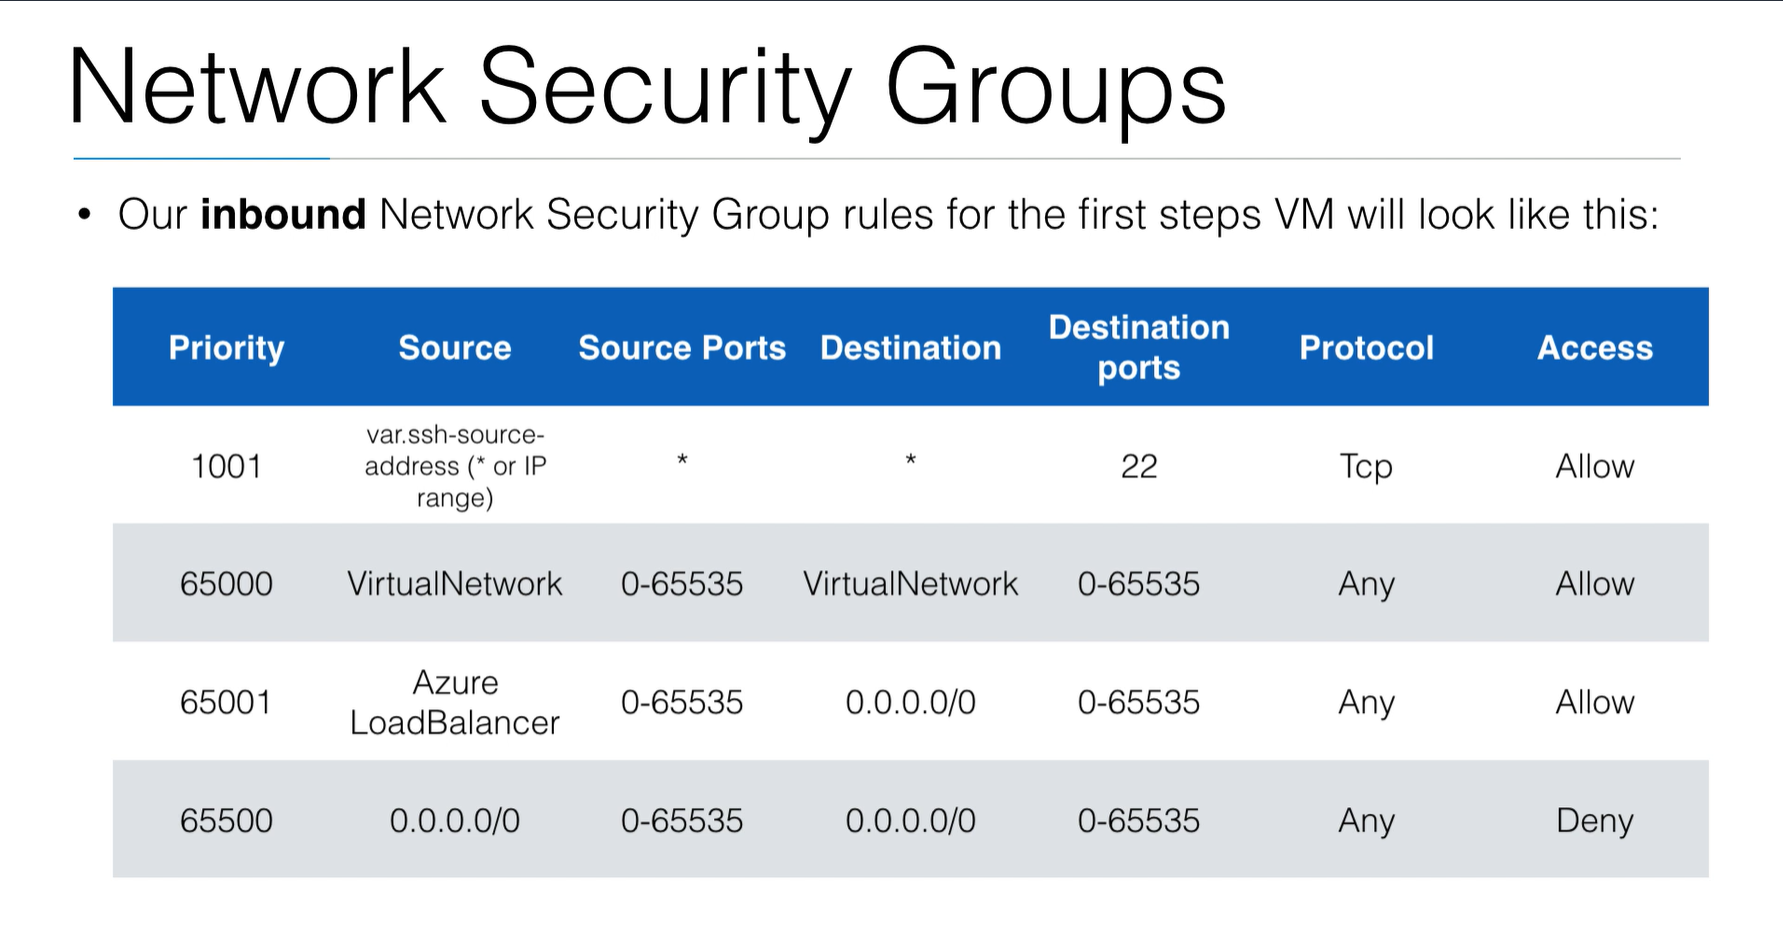 Network Security Groups
• Our inbound Network Security Group rules for the first steps VM will look like this:
Priority Source Source Ports Destination Destination ports Protocol Access
1001 var.ssh-source-address (* or IP range) * * 22 Tcp Allow
65000 VirtualNetwork 0-65535 VirtualNetwork 0-65535 Any Allow
65001 Azure LoadBalancer 0-65535 0.0.0.0/0 0-65535 Any Allow
65500 0.0.0.0/0 0-65535 0.0.0.0/0 0-65535 Any Deny